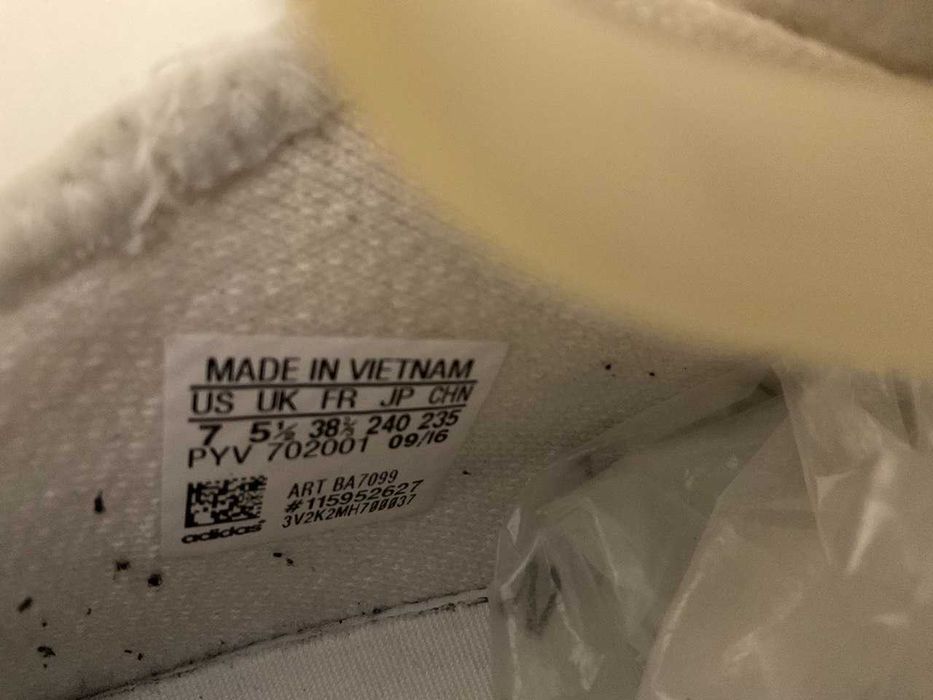 MADE IN VIETNAM
US UK FR JP CHN
7 5½ 38⅔ 240 235
PYV 702001 09/16
ART BA7099
#115952627
3V2K2MH700037
adidas